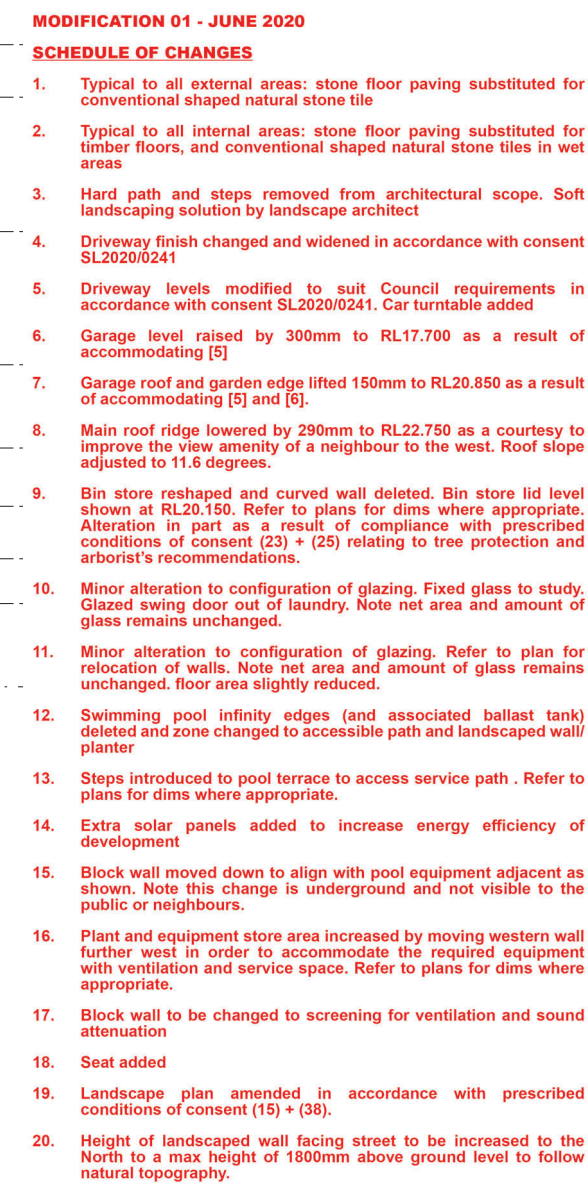 MODIFICATION 01 - JUNE 2020
SCHEDULE OF CHANGES
1. Typical to all external areas: stone floor paving substituted for
conventional shaped natural stone tile
2. Typical to all internal areas: stone floor paving substituted for
timber floors, and conventional shaped natural stone tiles in wet
areas
3. Hard path and steps removed from architectural scope. Soft
landscaping solution by landscape architect
4. Driveway finish changed and widened in accordance with consent
SL2020/0241
5. Driveway levels modified to suit Council requirements in
accordance with consent SL2020/0241. Car turntable added
6. Garage level raised by 300mm to RL17.700 as a result of
accommodating [5]
7. Garage roof and garden edge lifted 150mm to RL20.850 as a result
of accommodating [5] and [6].
8. Main roof ridge lowered by 290mm to RL22.750 as a courtesy to
improve the view amenity of a neighbour to the west. Roof slope
adjusted to 11.6 degrees.
9. Bin store reshaped and curved wall deleted. Bin store lid level
shown at RL20.150. Refer to plans for dims where appropriate.
Alteration in part as a result of compliance with prescribed
conditions of consent (23) + (25) relating to tree protection and
arborist's recommendations.
10. Minor alteration to configuration of glazing. Fixed glass to study.
Glazed swing door out of laundry. Note net area and amount of
glass remains unchanged.
11. Minor alteration to configuration of glazing. Refer to plan for
relocation of walls. Note net area and amount of glass remains
unchanged. floor area slightly reduced.
12. Swimming pool infinity edges (and associated ballast tank)
deleted and zone changed to accessible path and landscaped wall/
planter
13. Steps introduced to pool terrace to access service path . Refer to
plans for dims where appropriate.
14. Extra solar panels added to increase energy efficiency of
development
15. Block wall moved down to align with pool equipment adjacent as
shown. Note this change is underground and not visible to the
public or neighbours.
16. Plant and equipment store area increased by moving western wall
further west in order to accommodate the required equipment
with ventilation and service space. Refer to plans for dims where
appropriate.
17. Block wall to be changed to screening for ventilation and sound
attenuation
18. Seat added
19. Landscape plan amended in accordance with prescribed
conditions of consent (15) + (38).
20. Height of landscaped wall facing street to be increased to the
North to a max height of 1800mm above ground level to follow
natural topography.